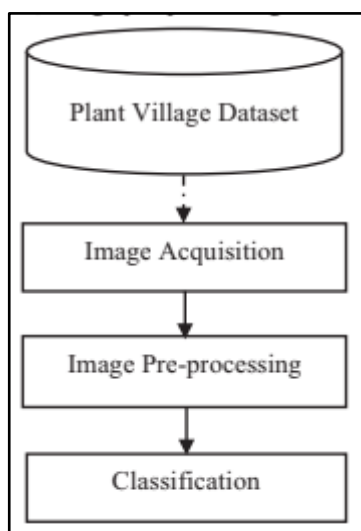 Plant Village Dataset
Image Acquisition
Image Pre-processing
Classification